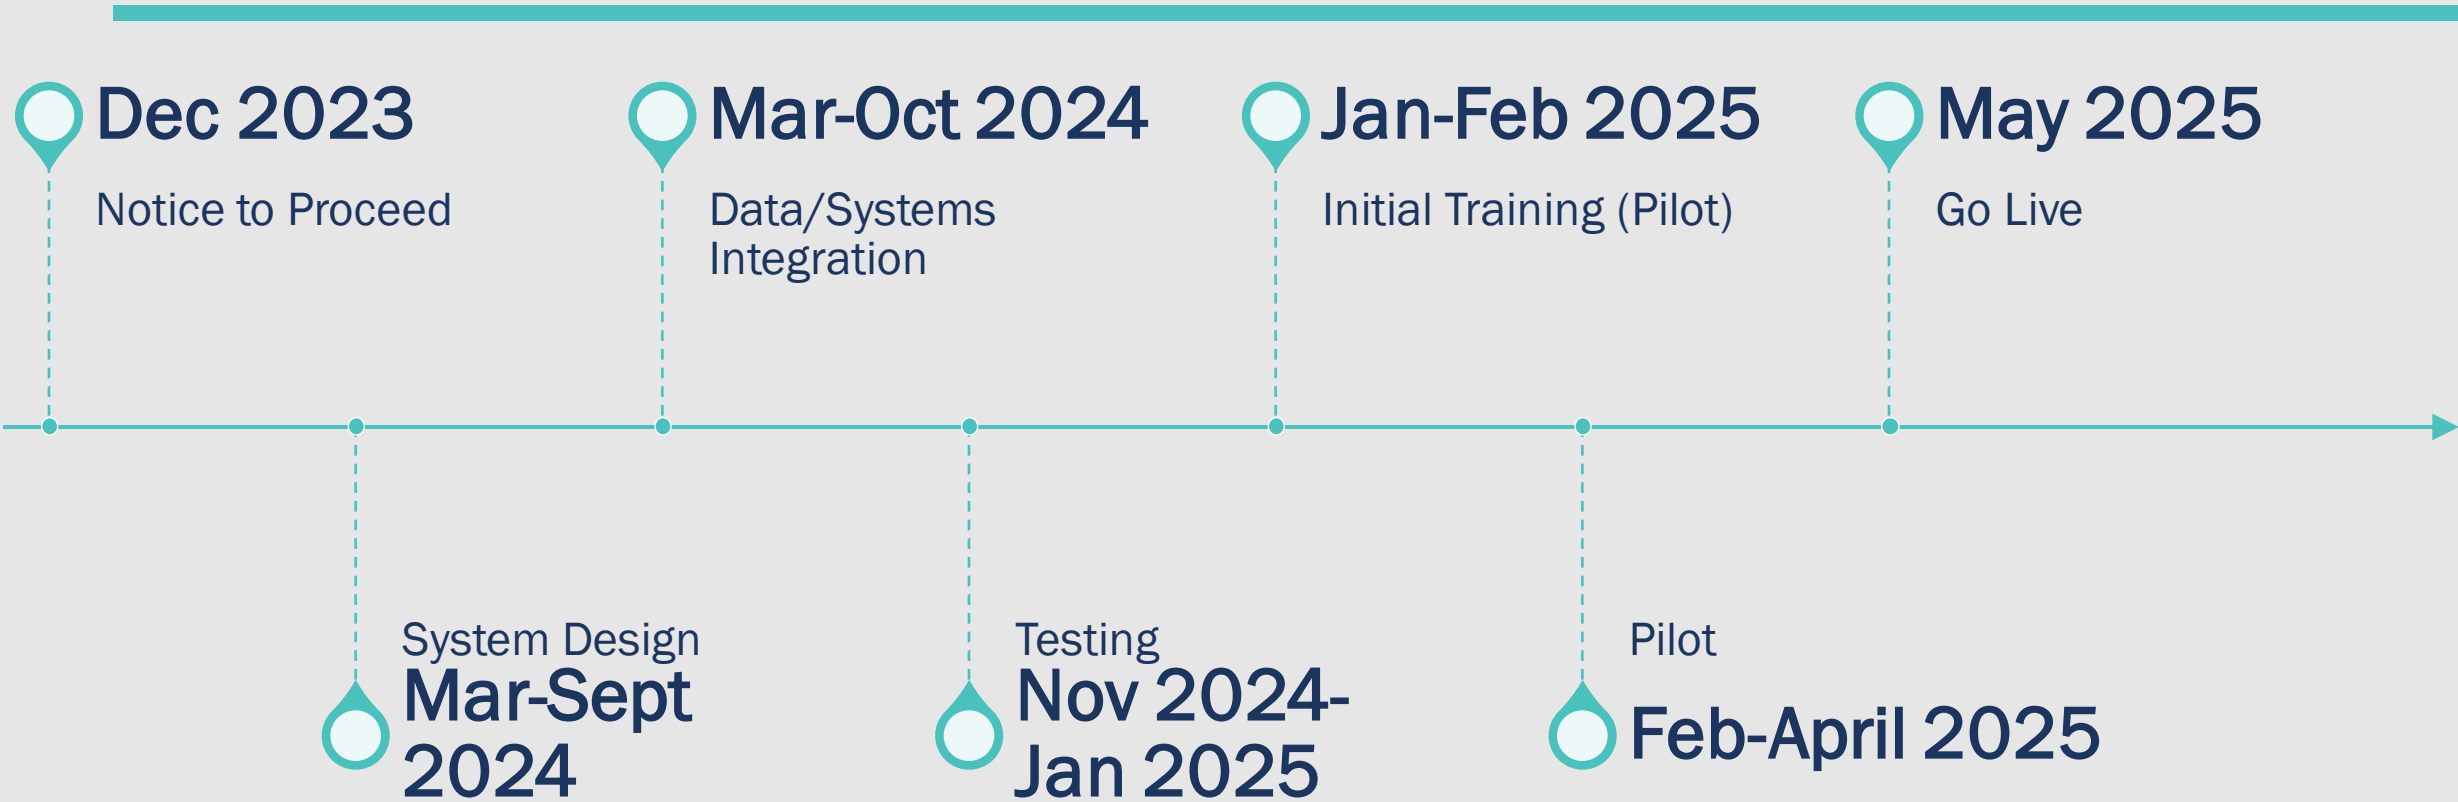 Dec 2023
Notice to Proceed
Mar-Oct 2024
Data/Systems
Integration
Jan-Feb 2025
Initial Training (Pilot)
May 2025
Go Live
System Design
Mar-Sept
2024
Testing
Nov 2024-
Jan 2025
Pilot
Feb-April 2025